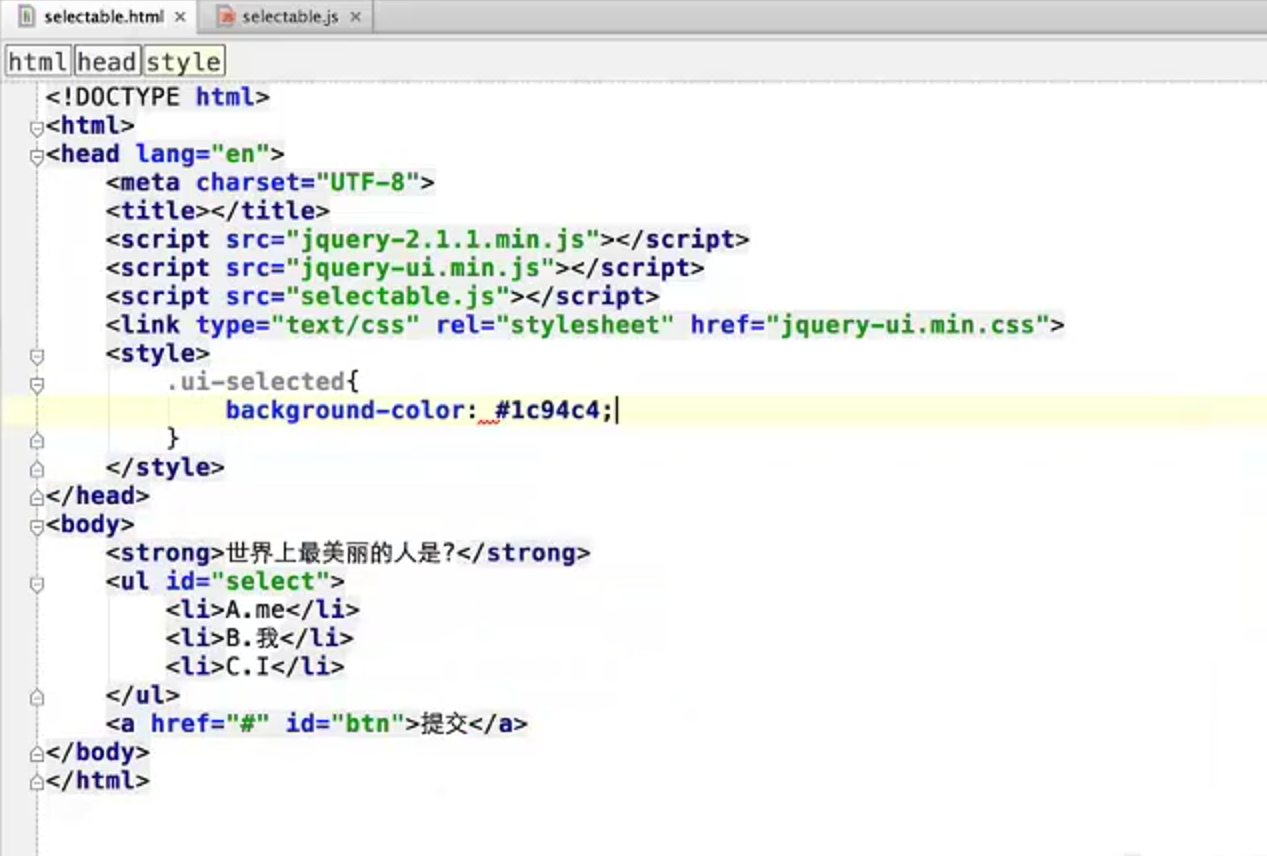 selectable.html selectable.js
html head style
<!DOCTYPE html>
<html>
<head lang="en">
<meta charset="UTF-8">
<title></title>
<script src="jquery-2.1.1.min.js"></script>
<script src="jquery-ui.min.js"></script>
<script src="selectable.js"></script>
<link type="text/css" rel="stylesheet" href="jquery-ui.min.css">
<style>
.ui-selected{
background-color: #1c94c4;
}
</style>
</head>
<body>
<strong>世界上最美丽的人是?</strong>
<ul id="select">
<li>A.me</li>
<li>B.我</li>
<li>C.I</li>
</ul>
<a href="#" id="btn">提交</a>
</body>
</html>